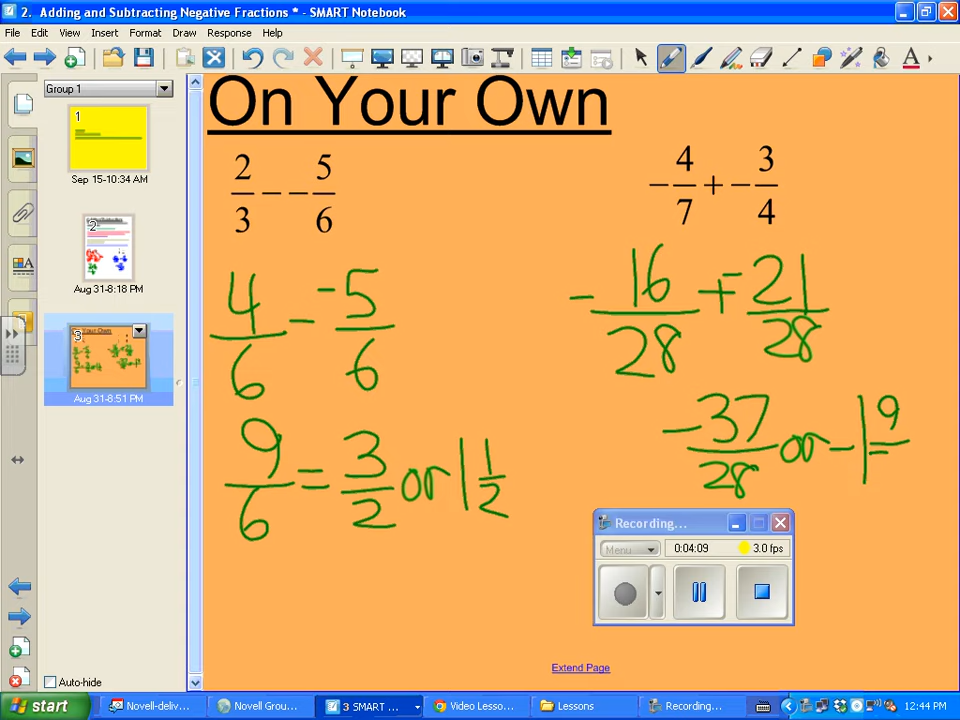 2. Adding and Subtracting Negative Fractions * - SMART Notebook
File Edit View Insert Format Draw Response Help
Group 1
1
Sep 15-10:34 AM
2
Aug 31-8:18 PM
3
Aug 31-8:51 PM
Auto-hide
On Your Own
2/3 - - 5/6
- 4/7 + - 3/4
4/6 - -5/6
- 16/28 + -21/28
9/6 = 3/2 or 1 1/2
-37/28 or -1 9/
Recording...
Menu 0:04:09 3.0 fps
Extend Page
start Novell-deliv... Novell Grou... 3 SMART ... Video Lesso... Lessons Recording... 12:44 PM